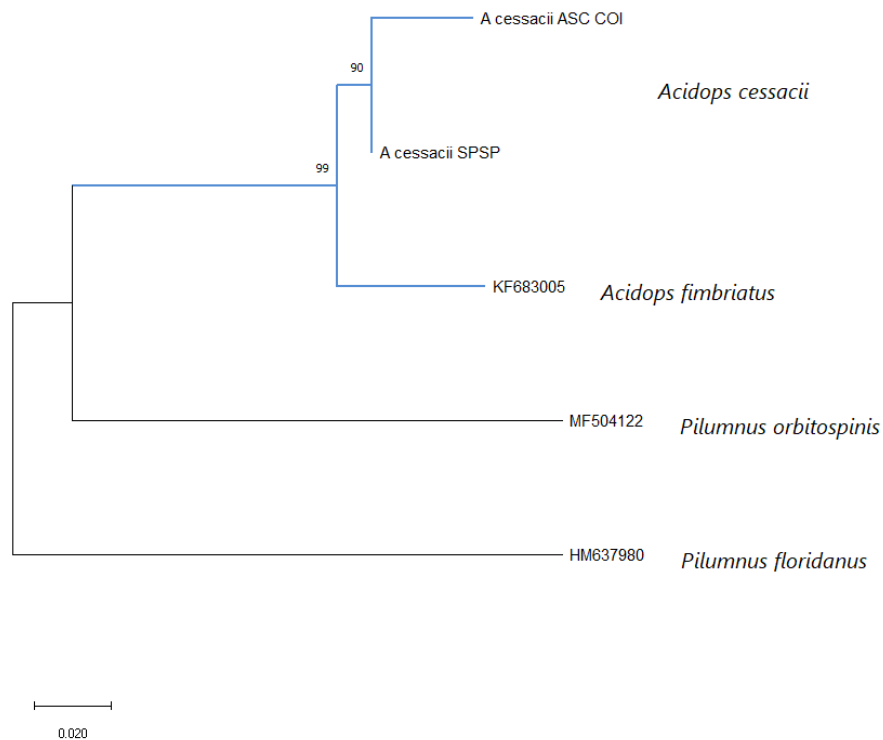 A cessacii ASC COI
90
Acidops cessacii
A cessacii SPSP
99
KF683005
Acidops fimbriatus
MF504122
Pilumnus orbitospinis
HM637980
Pilumnus floridanus
0.020